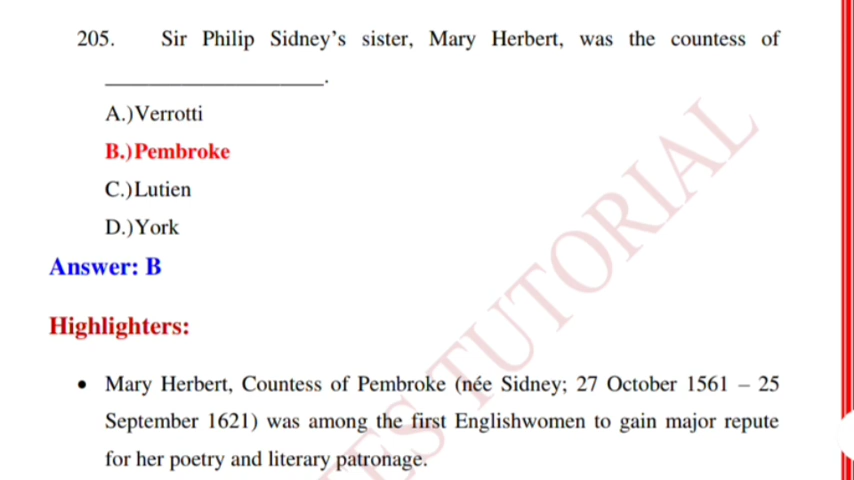 205. Sir Philip Sidney's sister, Mary Herbert, was the countess of
____________________.
A.)Verrotti
B.)Pembroke
C.)Lutien
D.)York
Answer: B
Highlighters:
• Mary Herbert, Countess of Pembroke (née Sidney; 27 October 1561 – 25
September 1621) was among the first Englishwomen to gain major repute
for her poetry and literary patronage.
TUTORIAL